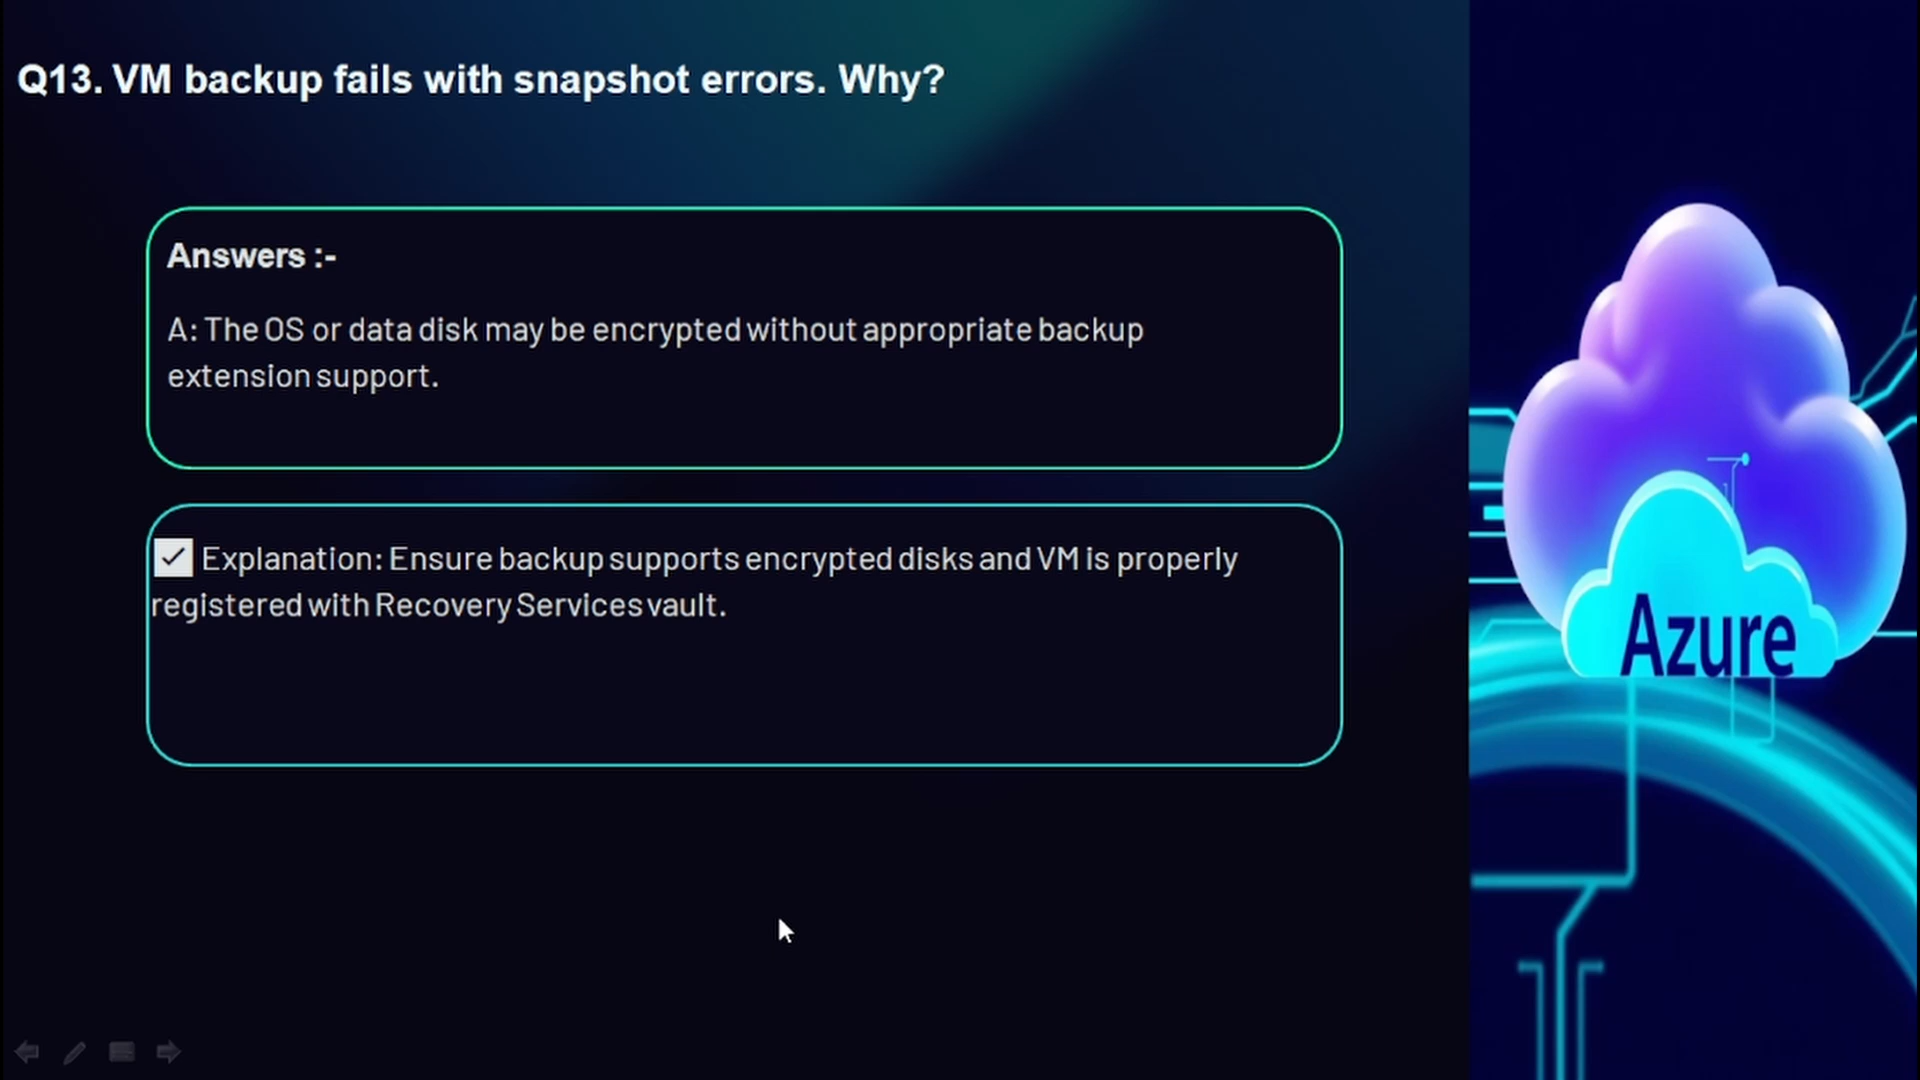 Q13. VM backup fails with snapshot errors. Why?
Answers :-
A: The OS or data disk may be encrypted without appropriate backup
extension support.
Explanation: Ensure backup supports encrypted disks and VM is properly
registered with Recovery Services vault.
Azure